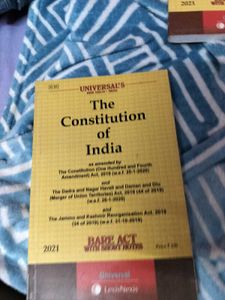 2021
UNIVERSAL'S
The
Constitution
of
India
as amended by
The Constitution (One Hundred and Fourth
Amendment) Act, 2019 (w.e.f. 25-1-2020)
and
The Dadra and Nagar Haveli and Daman and Diu
(Merger of Union Territories) Act, 2019 (44 of 2019)
(w.e.f. 26-1-2020)
and
The Jammu and Kashmir Reorganisation Act, 2019
(34 of 2019) (w.e.f. 31-10-2019)
2021
BARE ACT
WITH SHORT NOTES
Price ₹
Universal
LexisNexis
LexisNexis